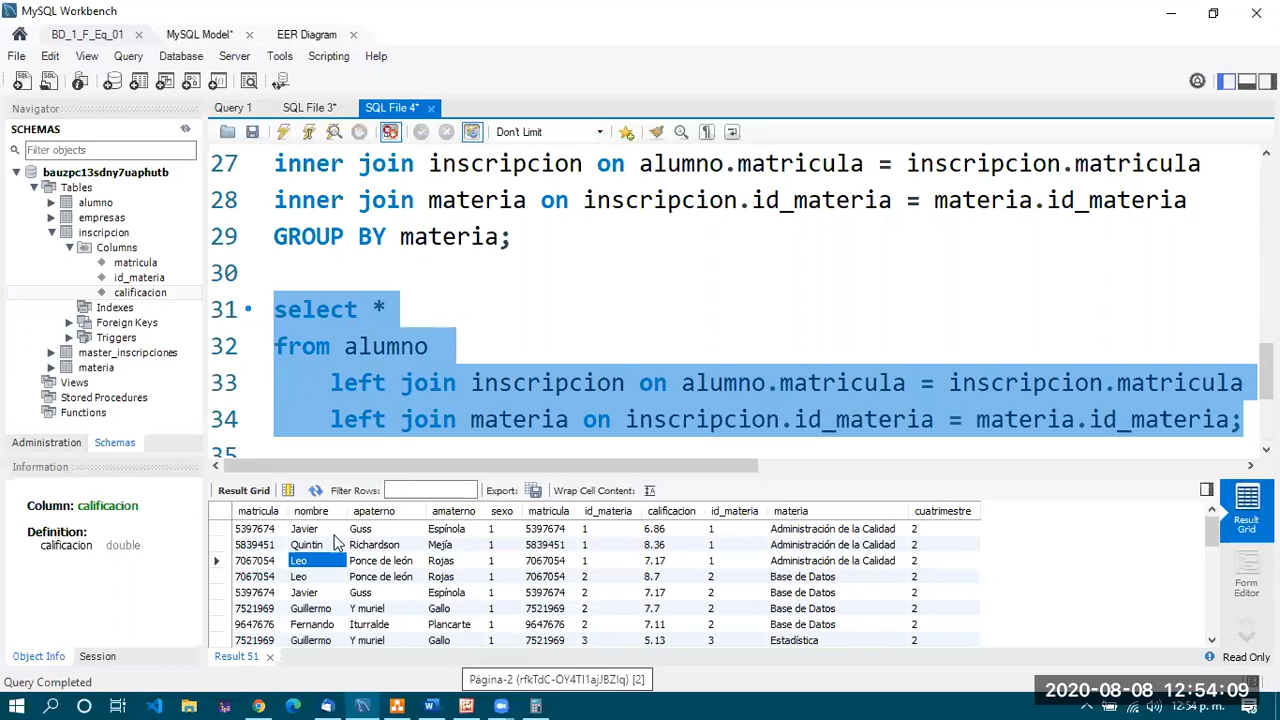 MySQL Workbench
BD_1_F_Eq_01
MySQL Model*
EER Diagram
File Edit View Query Database Server Tools Scripting Help
Navigator
SCHEMAS
Filter objects
bauzpc13sdny7uaphutb
Tables
alumno
empresas
inscripcion
Columns
matricula
id_materia
calificacion
Indexes
Foreign Keys
Triggers
master_inscripciones
materia
Views
Stored Procedures
Functions
Administration Schemas
Information
Column: calificacion
Definition:
calificacion double
Object Info Session
Query 1 SQL File 3* SQL File 4*
Don't Limit
27 inner join inscripcion on alumno.matricula = inscripcion.matricula
28 inner join materia on inscripcion.id_materia = materia.id_materia
29 GROUP BY materia;
30
31 select *
32 from alumno
33 left join inscripcion on alumno.matricula = inscripcion.matricula
34 left join materia on inscripcion.id_materia = materia.id_materia;
35
Result Grid Filter Rows: Export: Wrap Cell Content:
matricula nombre apaterno amaterno sexo matricula id_materia calificacion id_materia materia cuatrimestre
5397674 Javier Guss Espínola 1 5397674 1 6.86 1 Administración de la Calidad 2
5839451 Quintin Richardson Mejía 1 5839451 1 8.36 1 Administración de la Calidad 2
7067054 Leo Ponce de león Rojas 1 7067054 1 7.17 1 Administración de la Calidad 2
7067054 Leo Ponce de león Rojas 1 7067054 2 8.7 2 Base de Datos 2
5397674 Javier Guss Espínola 1 5397674 2 7.17 2 Base de Datos 2
7521969 Guillermo Y muriel Gallo 1 7521969 2 7.7 2 Base de Datos 2
9647676 Fernando Iturralde Plancarte 1 9647676 2 7.11 2 Base de Datos 2
7521969 Guillermo Y muriel Gallo 1 7521969 3 5.13 3 Estadística 2
Result Grid
Form Editor
Result 51
Read Only
Query Completed
Página-2 (rfkTdC-OY4Tl1ajJBZlq) [2]
2020-08-08 12:54:09
12:54 p. m.